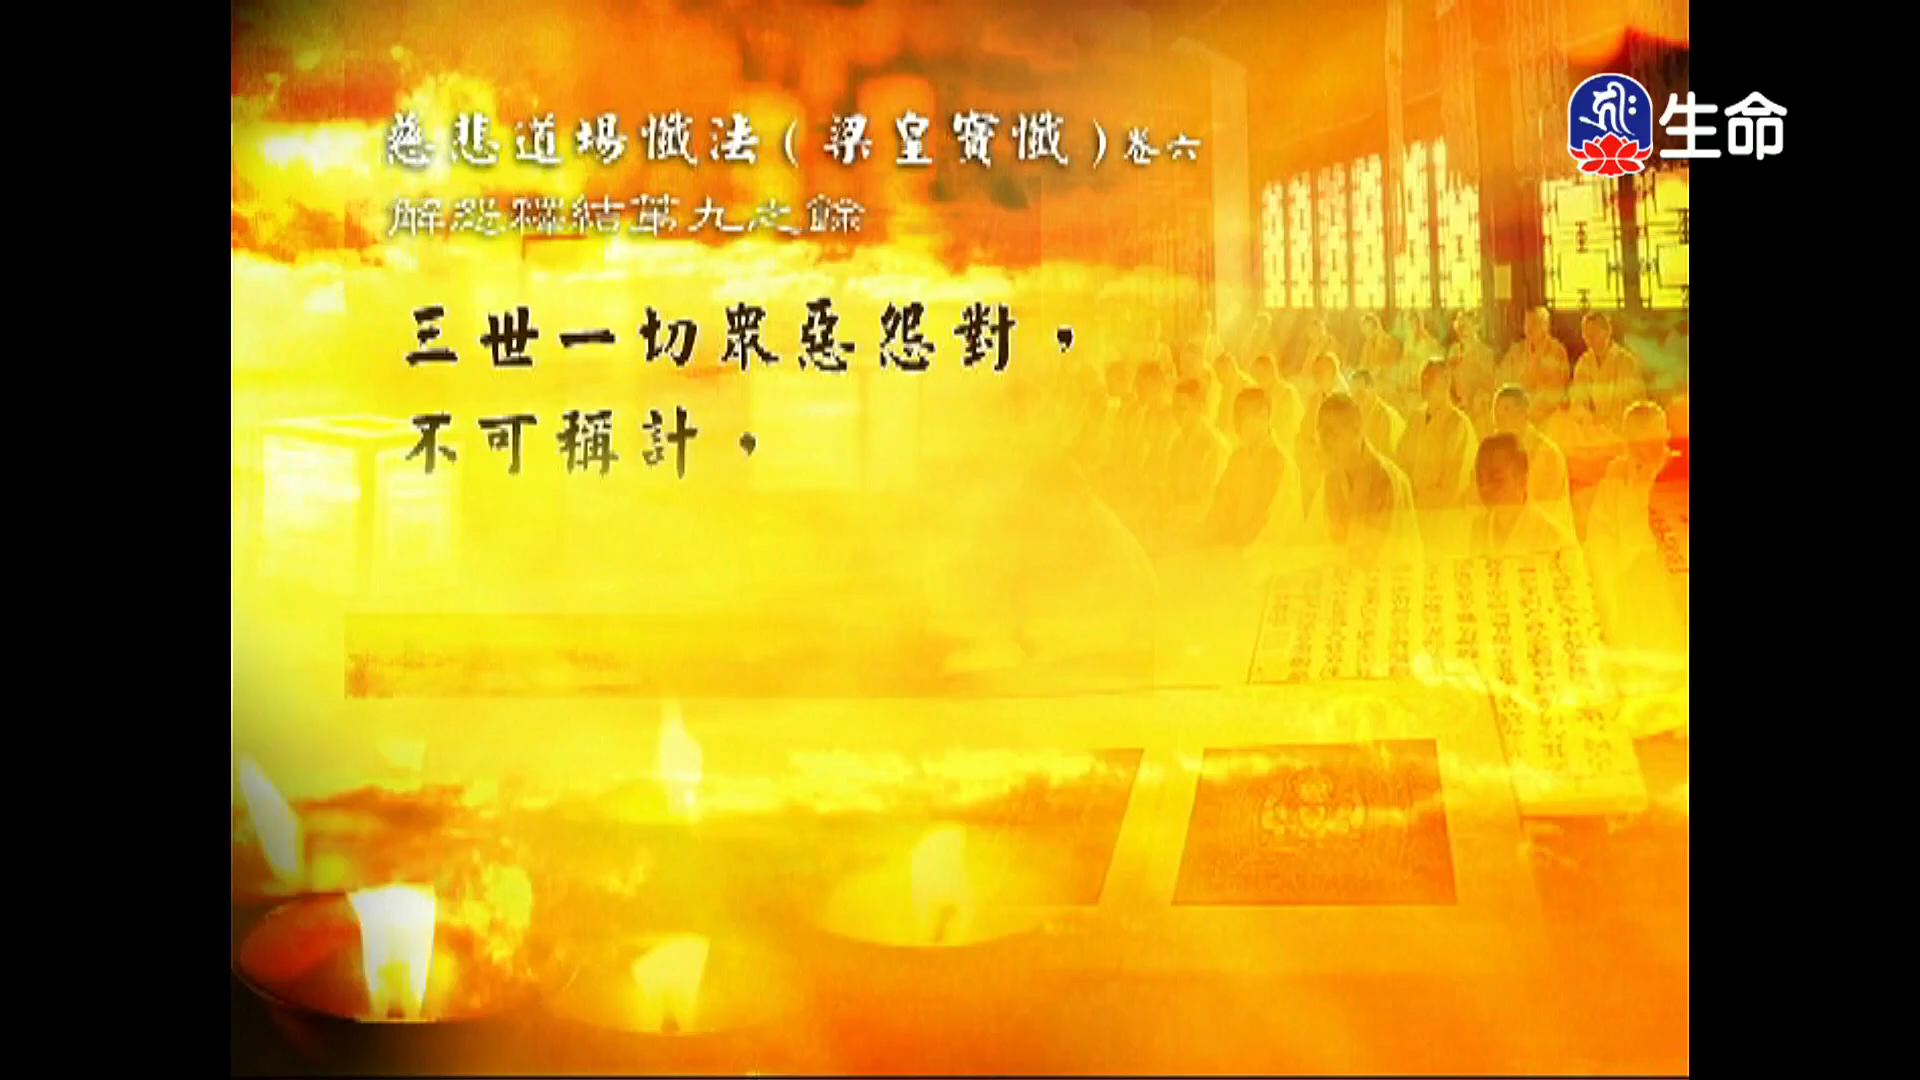 慈悲道場懺法(梁皇寶懺)卷六
解怨釋結第九之餘
三世一切眾惡怨對，
不可稱計。
生命